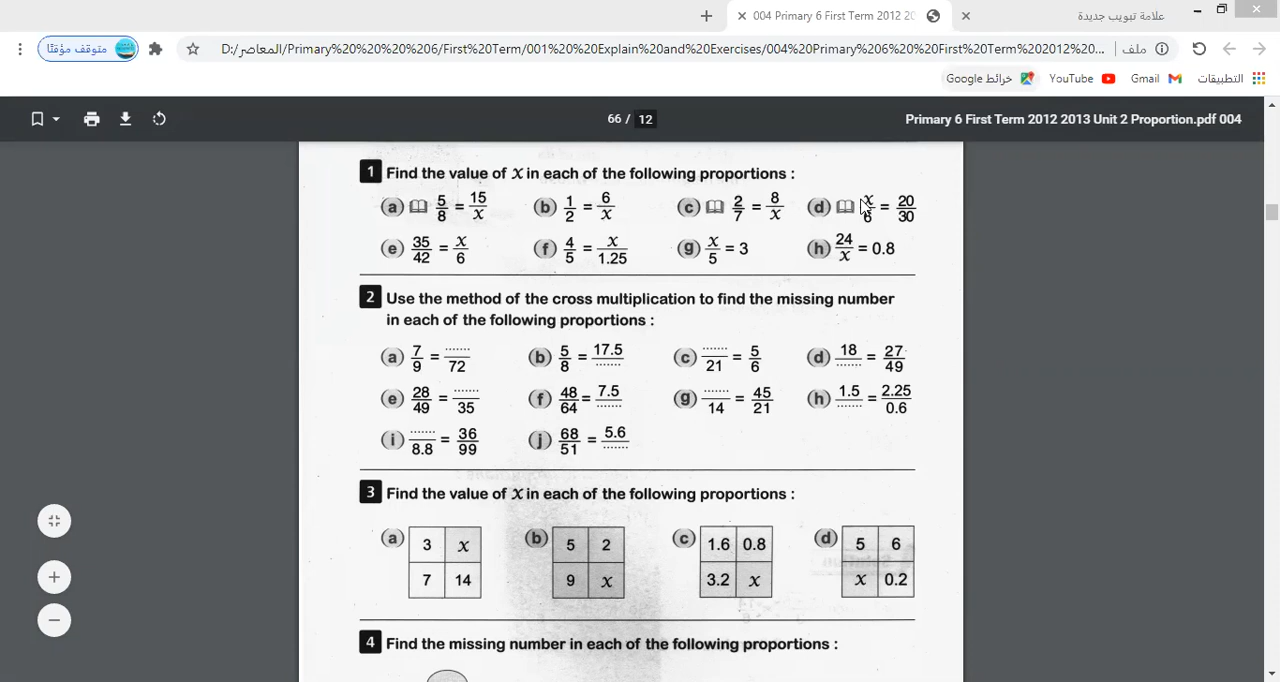 علامة تبويب جديدة
004 Primary 6 First Term 2012 20
متوقف مؤقتًا
D:/المعاصر/Primary%20%20%20%206/First%20Term/001%20%20Explain%20and%20Exercises/004%20Primary%206%20%20First%20Term%202012%20...
ملف
التطبيقات
Gmail
YouTube
خرائط Google
66 / 12
Primary 6 First Term 2012 2013 Unit 2 Proportion.pdf 004
1 Find the value of x in each of the following proportions :
(a) 5/8 = 15/x (b) 1/2 = 6/x (c) 2/7 = 8/x (d) x/6 = 20/30
(e) 35/42 = x/6 (f) 4/5 = x/1.25 (g) x/5 = 3 (h) 24/x = 0.8
2 Use the method of the cross multiplication to find the missing number
in each of the following proportions :
(a) 7/9 = ......./72 (b) 5/8 = 17.5/....... (c) ......./21 = 5/6 (d) 18/....... = 27/49
(e) 28/49 = ......./35 (f) 48/64 = 7.5/....... (g) ......./14 = 45/21 (h) 1.5/....... = 2.25/0.6
(i) ......./8.8 = 36/99 (j) 68/51 = 5.6/.......
3 Find the value of x in each of the following proportions :
(a) 3 x (b) 5 2 (c) 1.6 0.8 (d) 5 6
7 14 9 x 3.2 x x 0.2
4 Find the missing number in each of the following proportions :